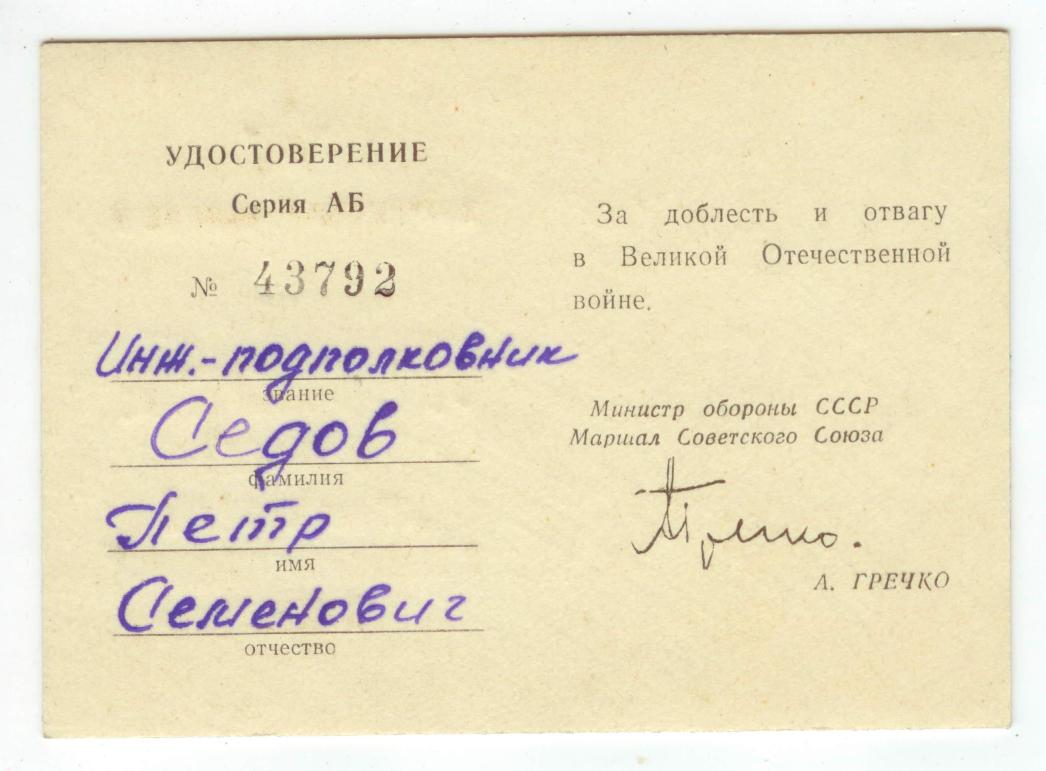 УДОСТОВЕРЕНИЕ
Серия АБ
№ 43792
Инж.-подполковник
звание
Седов
фамилия
Петр
имя
Семенович
отчество
За доблесть и отвагу
в Великой Отечественной
войне.
Министр обороны СССР
Маршал Советского Союза
А. Гречко.
А. ГРЕЧКО